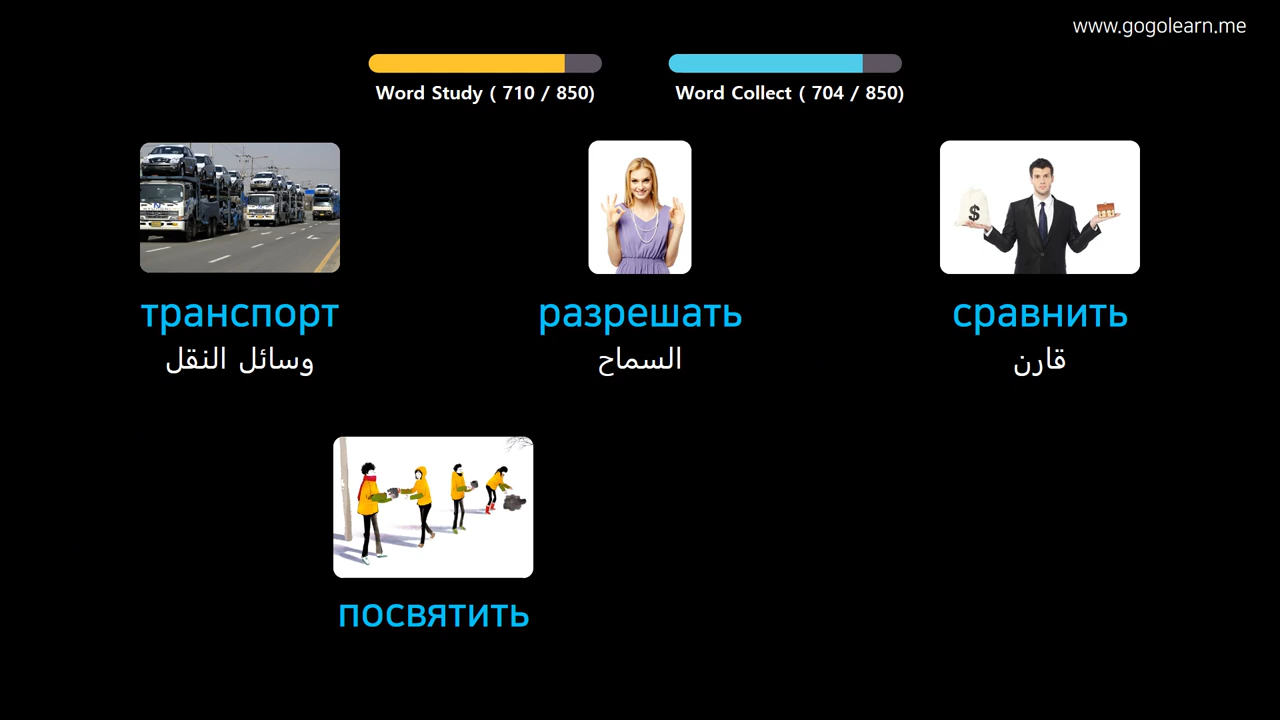 www.gogolearn.me
Word Study ( 710 / 850)
Word Collect ( 704 / 850)
транспорт
разрешать
сравнить
وسائل النقل
السماح
قارن
посвятить